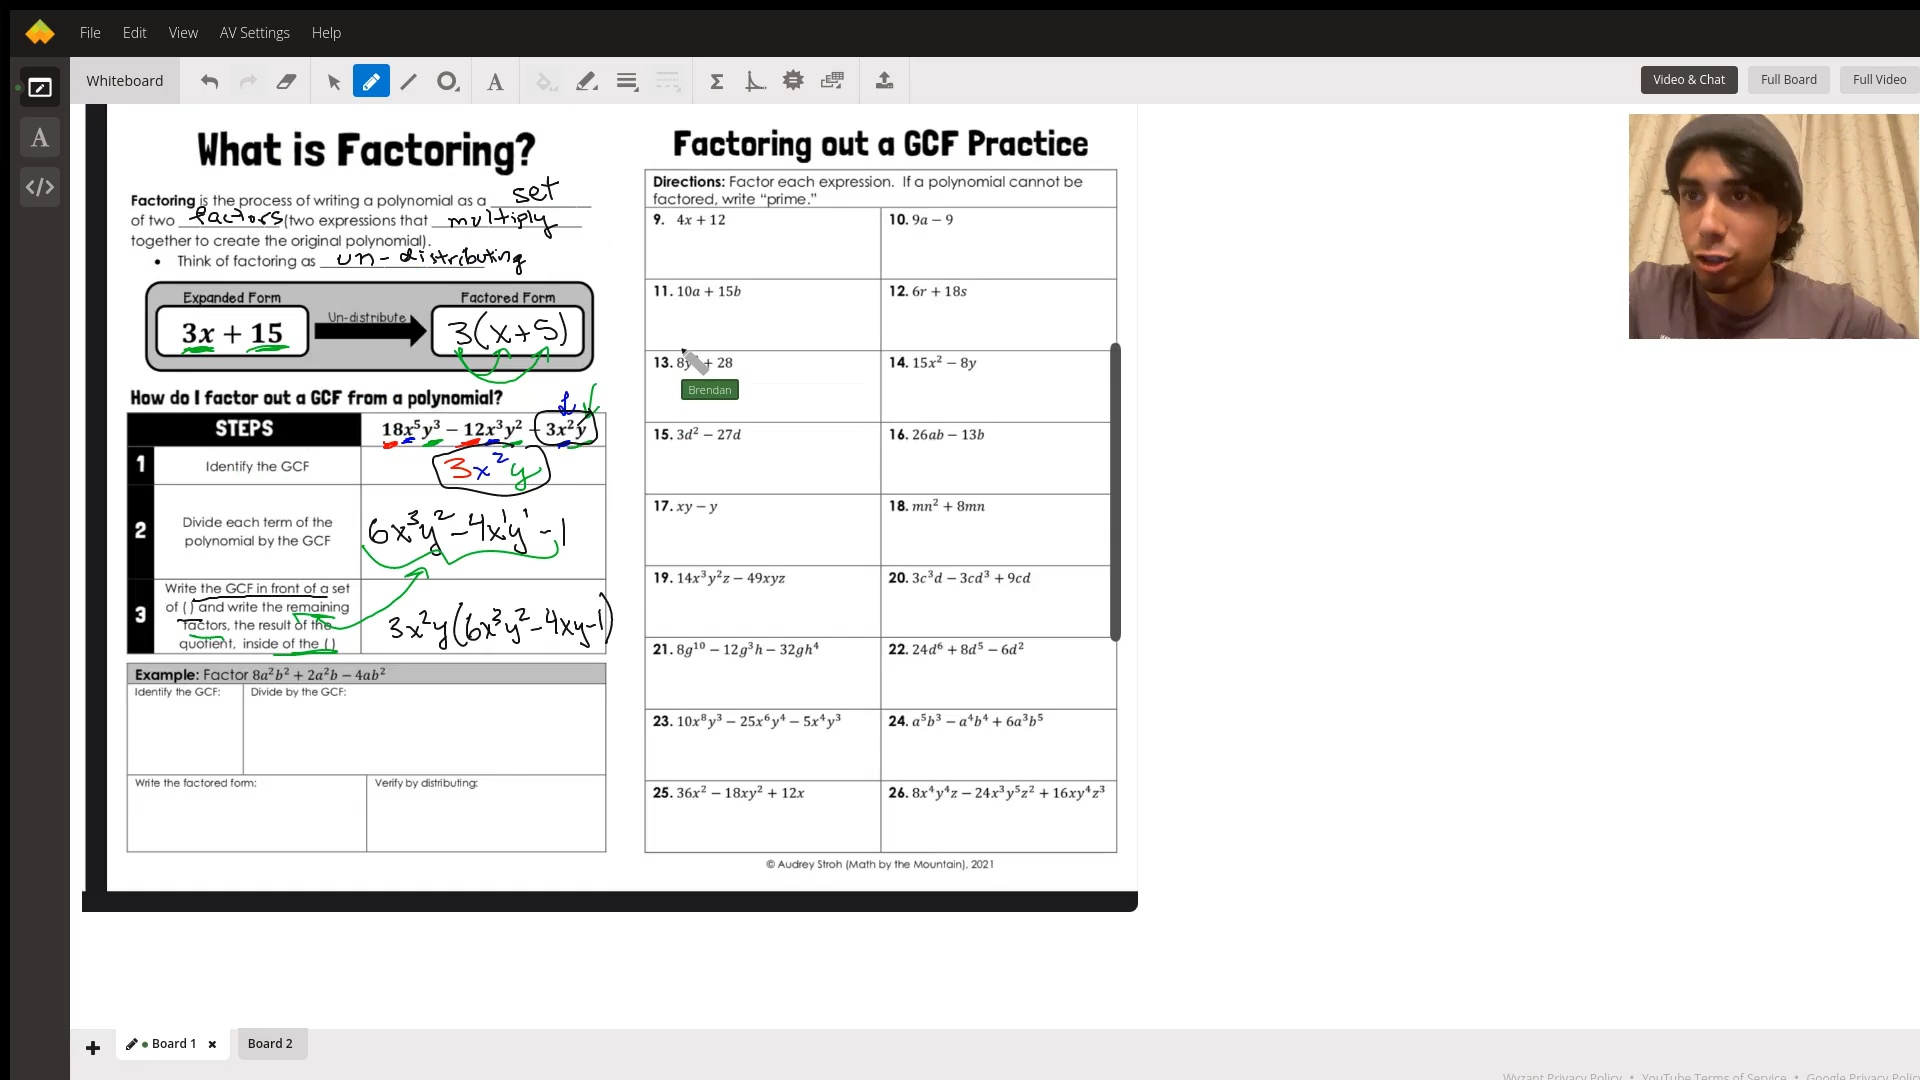 File Edit View AV Settings Help
Whiteboard
A
Σ
Video & Chat Full Board Full Video
A
</>
What is Factoring?
Factoring is the process of writing a polynomial as a set
of two factors (two expressions that multiply
together to create the original polynomial).
• Think of factoring as un-distributing
Expanded Form
3x + 15
Un-distribute
Factored Form
3(x+5)
How do I factor out a GCF from a polynomial?
STEPS
18x⁵y³ − 12x³y² − 3x²y
1
Identify the GCF
3x²y
2
Divide each term of the
polynomial by the GCF
6x³y² − 4x¹y¹ − 1
3
Write the GCF in front of a set
of ( ) and write the remaining
factors, the result of the
quotient, inside of the ( )
3x²y(6x³y² − 4xy − 1)
Example: Factor 8a²b² + 2a²b − 4ab²
Identify the GCF: Divide by the GCF:
Write the factored form: Verify by distributing:
Factoring out a GCF Practice
Directions: Factor each expression. If a polynomial cannot be
factored, write “prime.”
9. 4x + 12 10. 9a − 9
11. 10a + 15b 12. 6r + 18s
13. + 28 14. 15x² − 8y
Brendan
15. 3d² − 27d 16. 26ab − 13b
17. xy − y 18. mn² + 8mn
19. 14x³y²z − 49xyz 20. 3c³d − 3cd³ + 9cd
21. 8g¹⁰ − 12g³h − 32gh⁴ 22. 24d⁶ + 8d⁵ − 6d²
23. 10x⁸y³ − 25x⁶y⁴ − 5x⁴y³ 24. a⁵b³ − a⁴b⁴ + 6a³b⁵
25. 36x² − 18xy² + 12x 26. 8x⁴y⁴z − 24x³y⁵z² + 16xy⁴z³
© Audrey Stroh (Math by the Mountain), 2021
+ Board 1 × Board 2
Wyzant Privacy Policy • YouTube Terms of Service • Google Privacy Policy